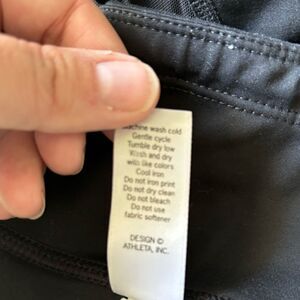 Machine wash cold
Gentle cycle
Tumble dry low
Wash and dry
with like colors
Cool iron
Do not iron print
Do not dry clean
Do not bleach
Do not use
fabric softener
DESIGN ©
ATHLETA, INC.